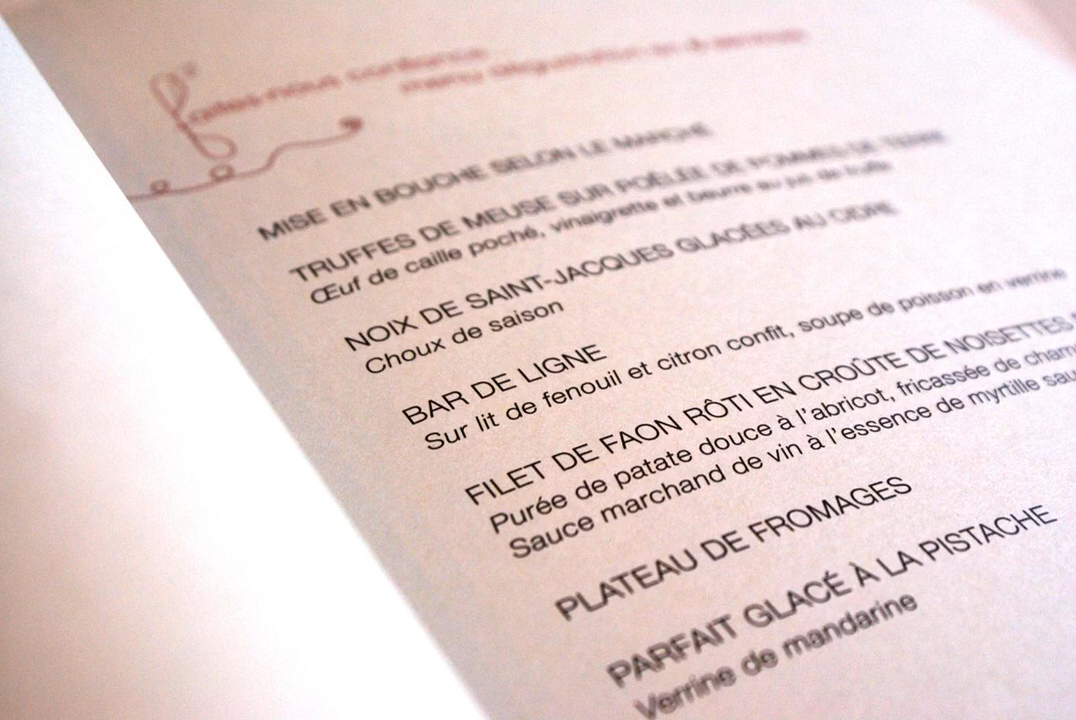 Faites-nous confiance
menu dégustation en 8 services
MISE EN BOUCHE SELON LE MARCHÉ
TRUFFES DE MEUSE SUR POÊLÉE DE POMMES DE TERRE
Œuf de caille poché, vinaigrette et beurre au jus de truffe
NOIX DE SAINT-JACQUES GLACÉES AU CIDRE
Choux de saison
BAR DE LIGNE
Sur lit de fenouil et citron confit, soupe de poisson en verrine
FILET DE FAON RÔTI EN CROÛTE DE NOISETTES
Purée de patate douce à l'abricot, fricassée de
Sauce marchand de vin à l'essence de myrtille
PLATEAU DE FROMAGES
PARFAIT GLACÉ À LA PISTACHE
Verrine de mandarine